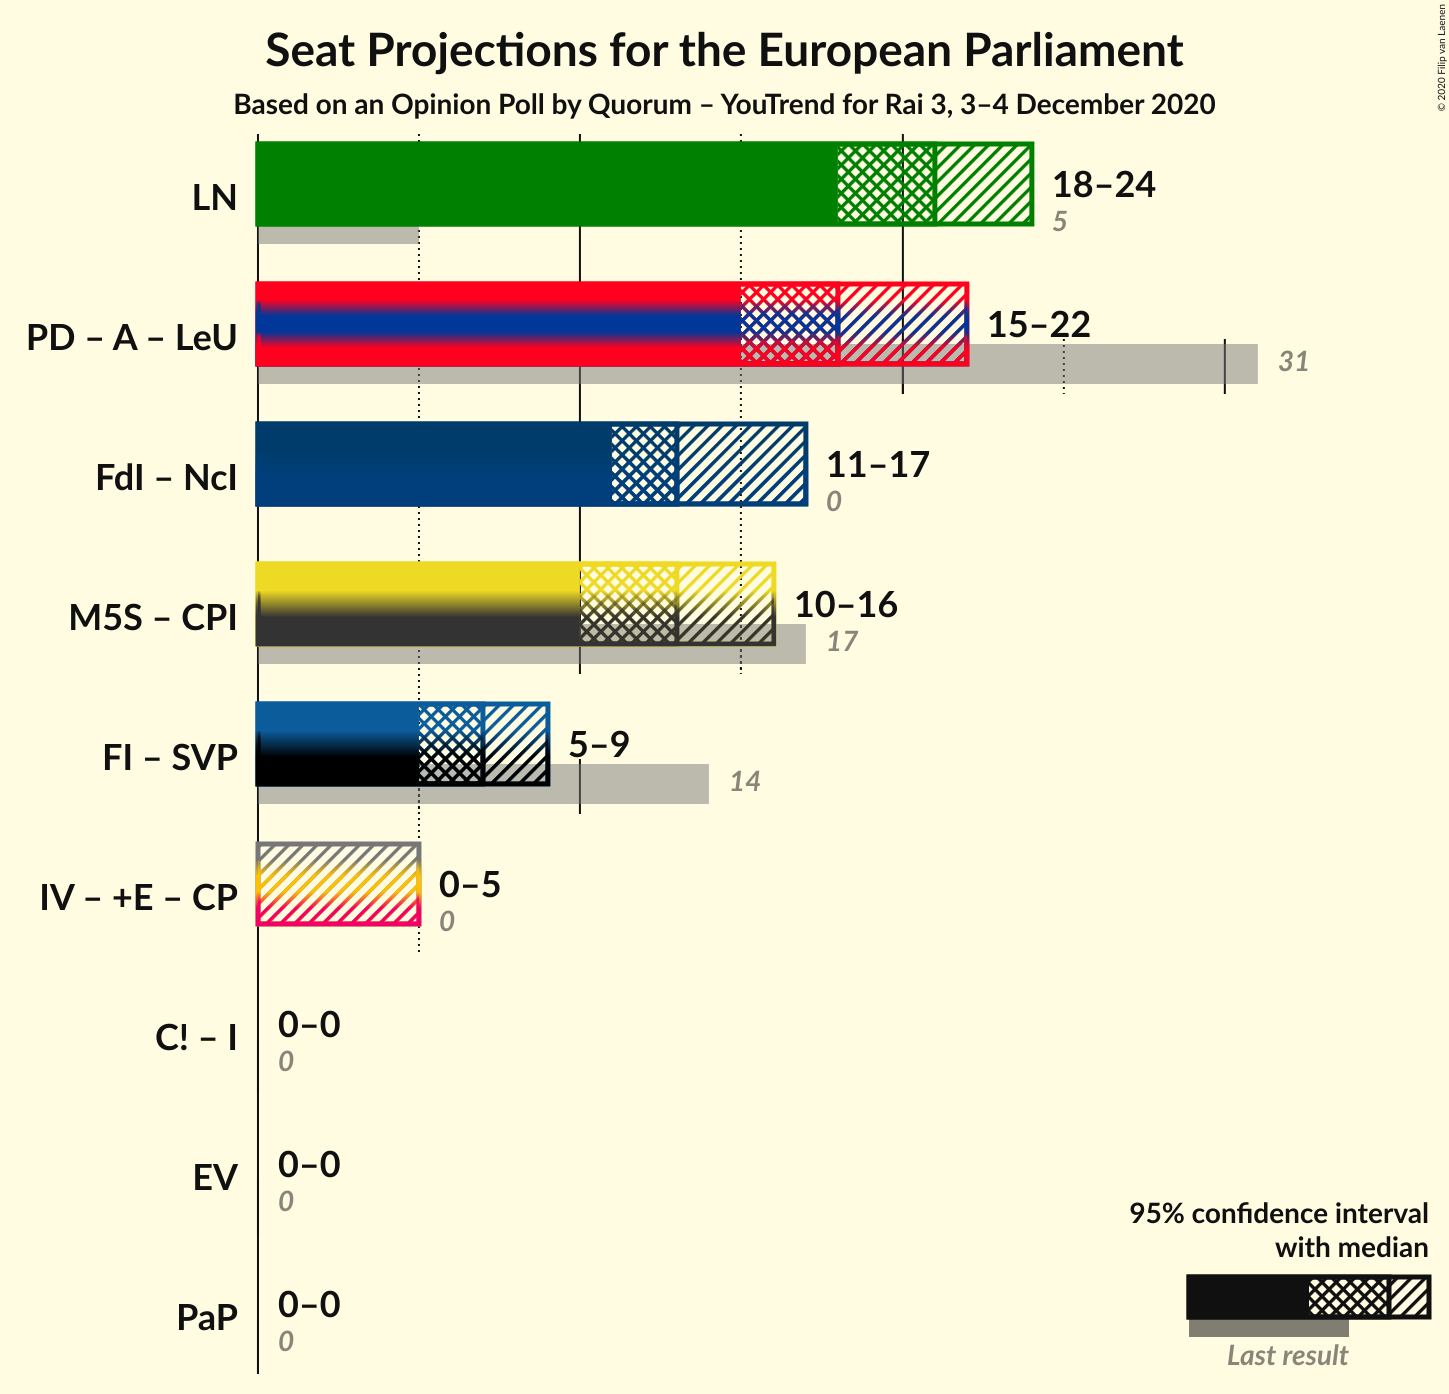 Seat Projections for the European Parliament
Based on an Opinion Poll by Quorum – YouTrend for Rai 3, 3–4 December 2020
© 2020 Filip van Laenen
LN
18–24
5
PD – A – LeU
15–22
31
FdI – NcI
11–17
0
M5S – CPI
10–16
17
FI – SVP
5–9
14
IV – +E – CP
0–5
0
C! – I
0–0
0
EV
0–0
0
PaP
0–0
0
95% confidence interval
with median
Last result